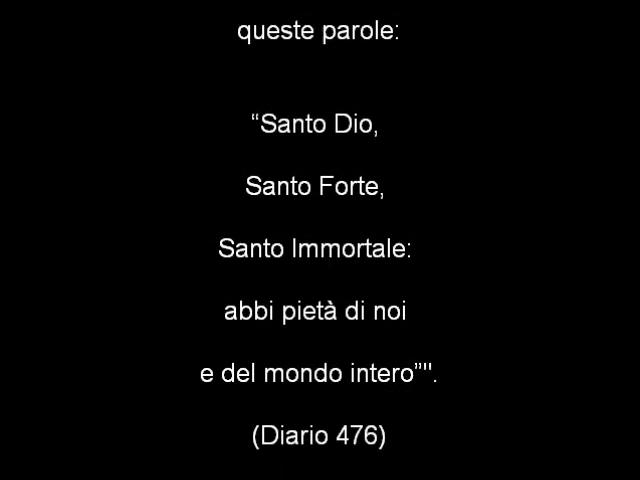 queste parole:
“Santo Dio,
Santo Forte,
Santo Immortale:
abbi pietà di noi
e del mondo intero”".
(Diario 476)